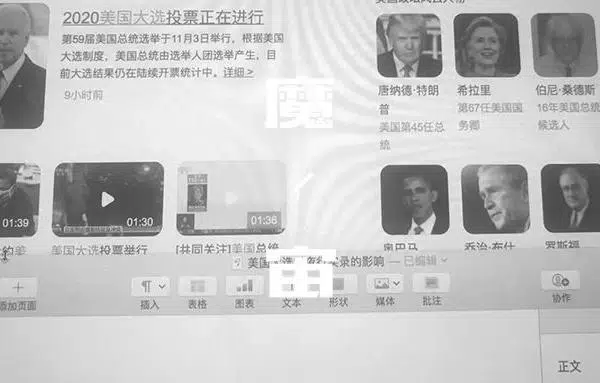 2020美国大选投票正在进行
第59届美国总统选举于11月3日举行，根据美国
大选制度，美国总统由选举人团选举产生，目
前大选结果仍在陆续开票统计中。详细>
9小时前
唐纳德·特朗普
美国第45任总统
希拉里
第67任美国国务卿
伯尼·桑德斯
16年美国总统候选人
魔
01:39
01:30
01:36
美国大选投票举行
[共同关注]美国总统
奥巴马
乔治·布什
罗斯福
美国 选 实录的影响 — 已编辑
添加页面
插入
表格
图表
文本
形状
媒体
批注
协作
正文